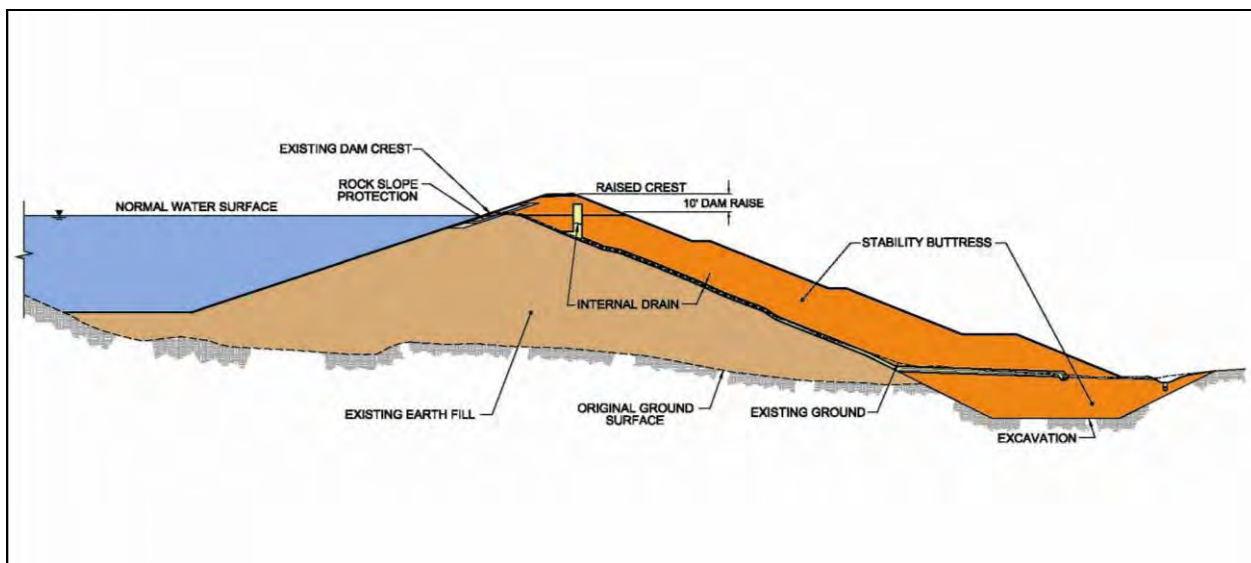 EXISTING DAM CREST
ROCK SLOPE
PROTECTION
RAISED CREST
NORMAL WATER SURFACE
10' DAM RAISE
STABILITY BUTTRESS
INTERNAL DRAIN
EXISTING EARTH FILL
ORIGINAL GROUND
SURFACE
EXISTING GROUND
EXCAVATION